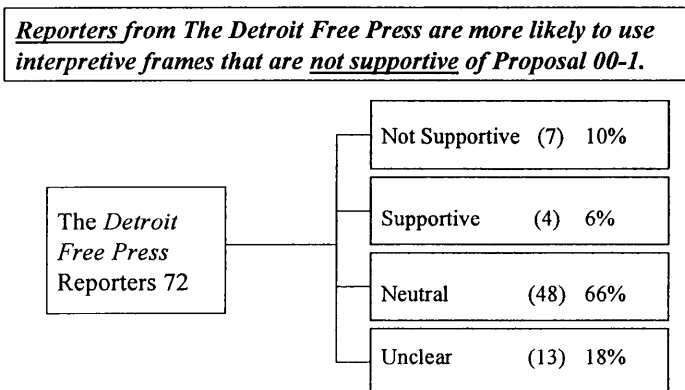 Reporters from The Detroit Free Press are more likely to use
interpretive frames that are not supportive of Proposal 00-1.
The Detroit
Free Press
Reporters 72
Not Supportive (7) 10%
Supportive (4) 6%
Neutral (48) 66%
Unclear (13) 18%